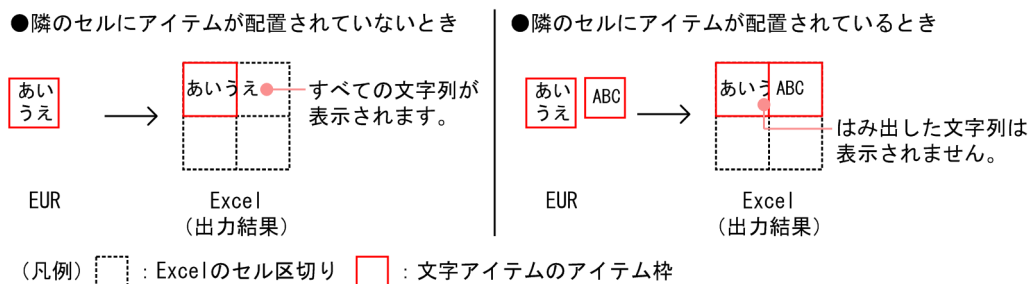 ●隣のセルにアイテムが配置されていないとき
あい
うえ
あいうえ
すべての文字列が
表示されます。
EUR
Excel
(出力結果)
●隣のセルにアイテムが配置されているとき
あい
うえ
ABC
あいう
ABC
はみ出した文字列は
表示されません。
EUR
Excel
(出力結果)
(凡例)
：Excelのセル区切り
：文字アイテムのアイテム枠